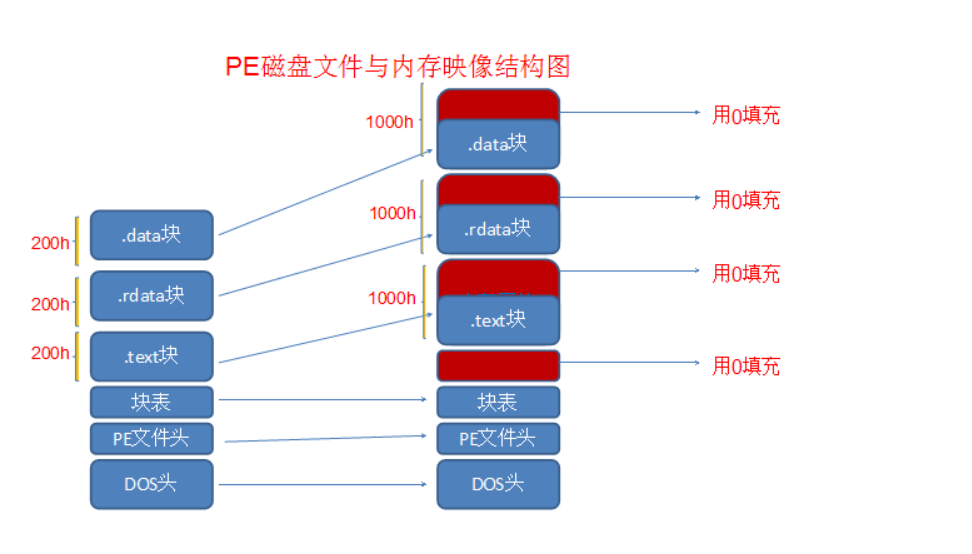 PE磁盘文件与内存映像结构图
1000h
用0填充
.data块
1000h
用0填充
.rdata块
200h
.data块
1000h
用0填充
.text块
200h
.rdata块
200h
.text块
用0填充
块表
块表
PE文件头
PE文件头
DOS头
DOS头